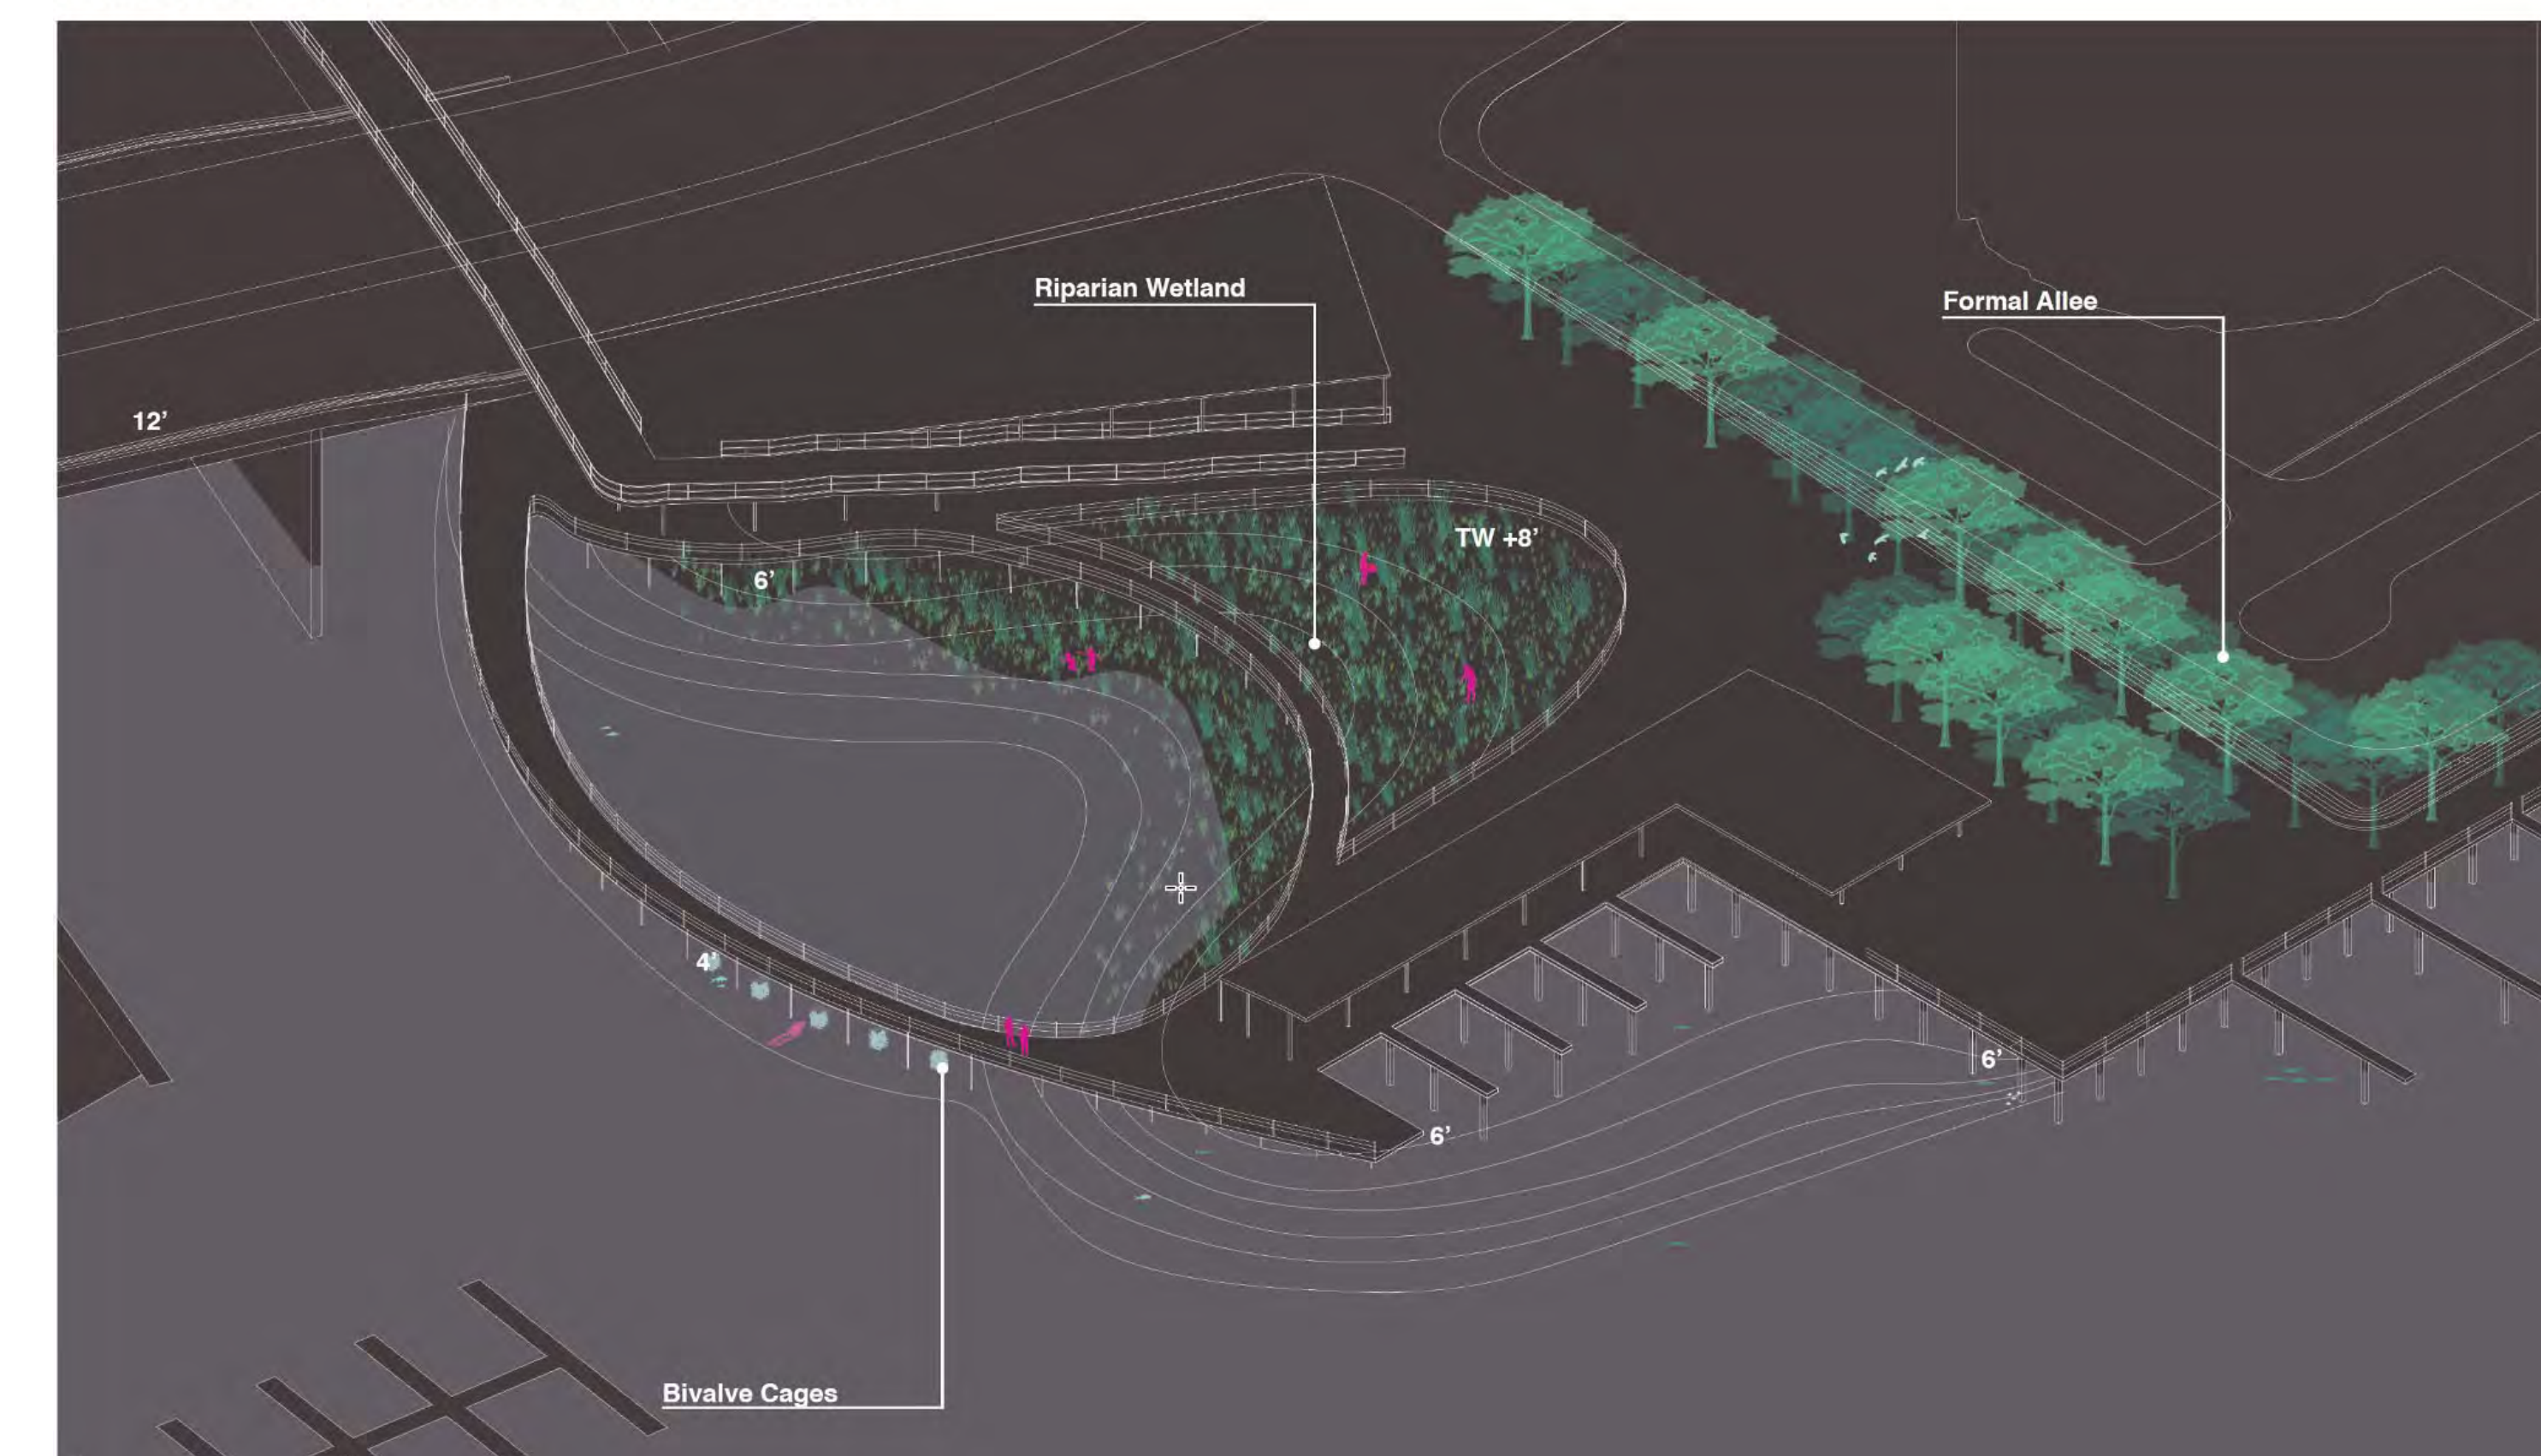 Riparian Wetland
Formal Allee
12’
TW +8’
6’
4’
6’
6’
Bivalve Cages